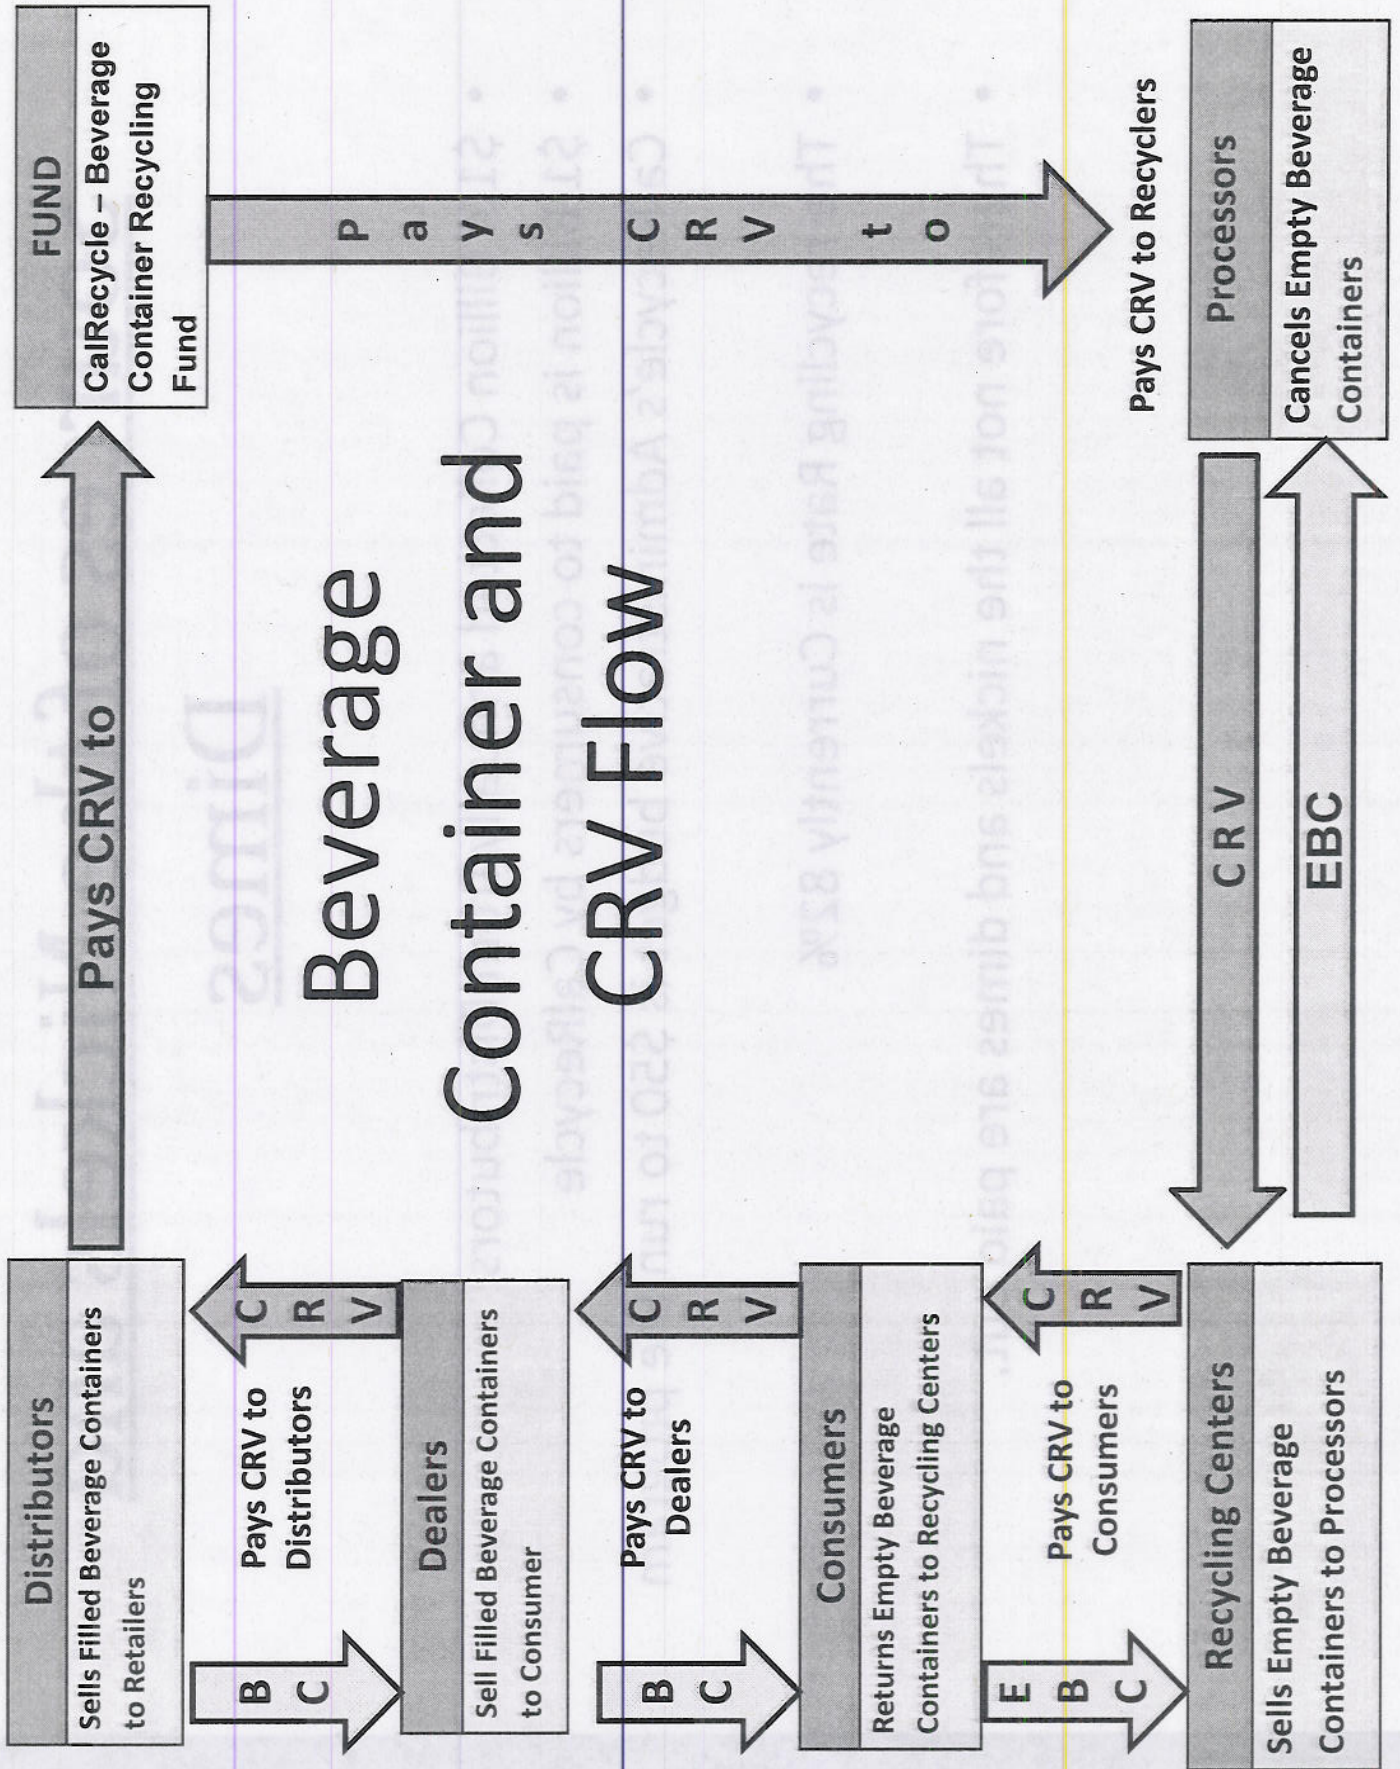 Distributors
Sells Filled Beverage Containers
to Retailers
Pays CRV to
FUND
CalRecycle – Beverage
Container Recycling
Fund
B
C
Pays CRV to
Distributors
C
R
V
Beverage
Container and
CRV Flow
P
a
y
s
C
R
V
t
o
Dealers
Sell Filled Beverage Containers
to Consumer
B
C
Pays CRV to
Dealers
C
R
V
Consumers
Returns Empty Beverage
Containers to Recycling Centers
E
B
C
Pays CRV to
Consumers
C
R
V
Pays CRV to Recyclers
Recycling Centers
Sells Empty Beverage
Containers to Processors
C R V
EBC
Processors
Cancels Empty Beverage
Containers